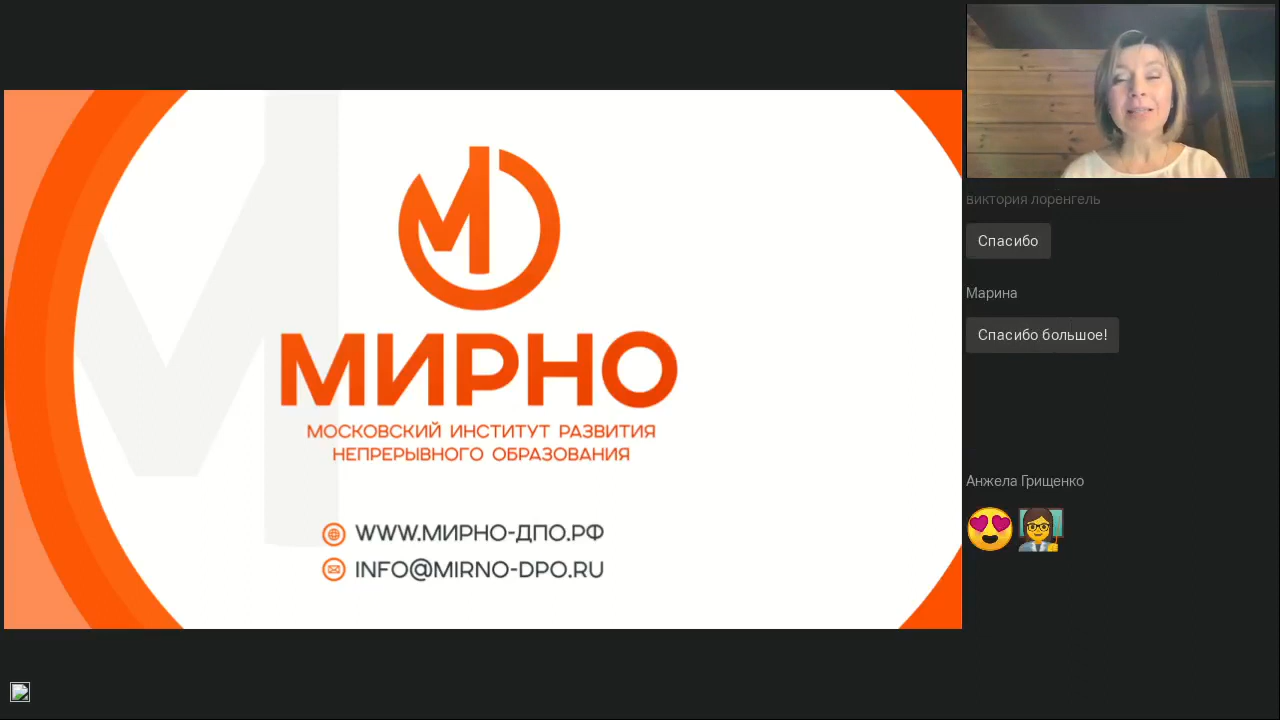 МИРНО
МОСКОВСКИЙ ИНСТИТУТ РАЗВИТИЯ
НЕПРЕРЫВНОГО ОБРАЗОВАНИЯ
WWW.МИРНО-ДПО.РФ
INFO@MIRNO-DPO.RU
виктория лоренгель
Спасибо
Марина
Спасибо большое!
Анжела Грищенко